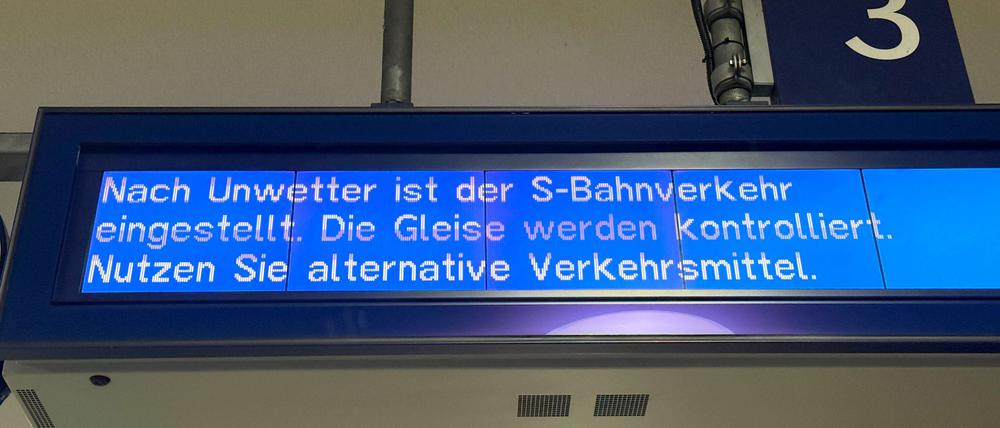 3
Nach Unwetter ist der S-Bahnverkehr
eingestellt. Die Gleise werden kontrolliert.
Nutzen Sie alternative Verkehrsmittel.